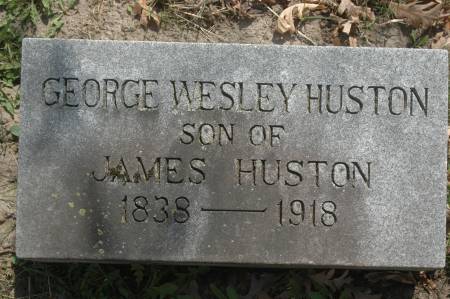 GEORGE WESLEY HUSTON
SON OF
JAMES HUSTON
1838 — 1918